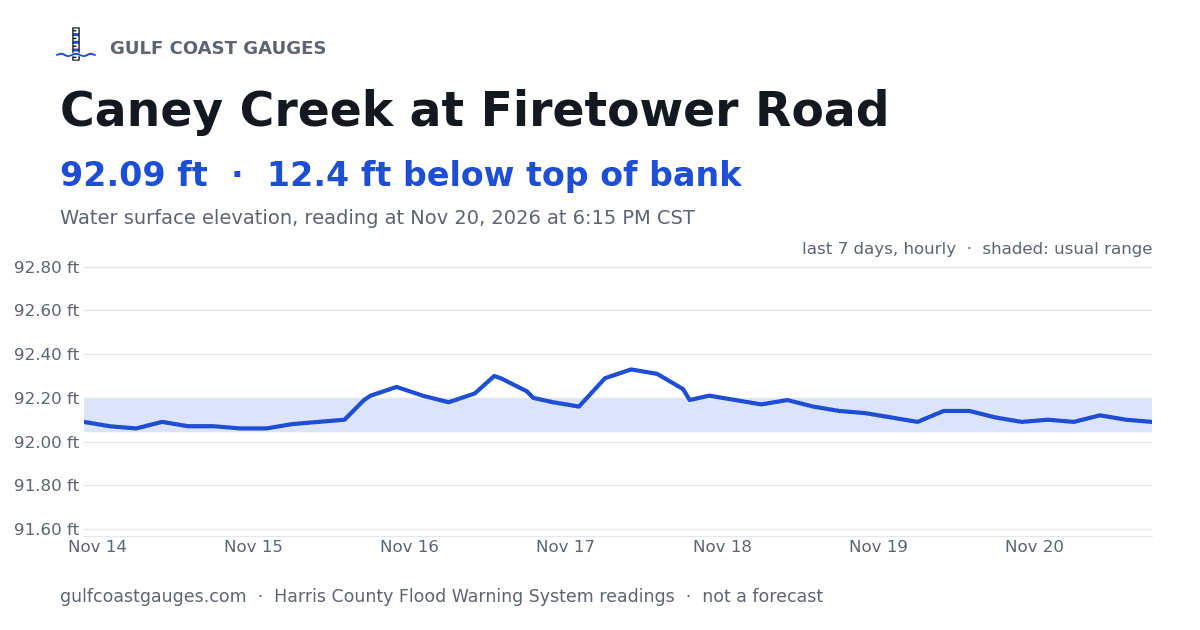 GULF COAST GAUGES
Caney Creek at Firetower Road
92.09 ft · 12.4 ft below top of bank
Water surface elevation, reading at Nov 20, 2026 at 6:15 PM CST
last 7 days, hourly · shaded: usual range
92.80 ft
92.60 ft
92.40 ft
92.20 ft
92.00 ft
91.80 ft
91.60 ft
Nov 14 Nov 15 Nov 16 Nov 17 Nov 18 Nov 19 Nov 20
gulfcoastgauges.com · Harris County Flood Warning System readings · not a forecast